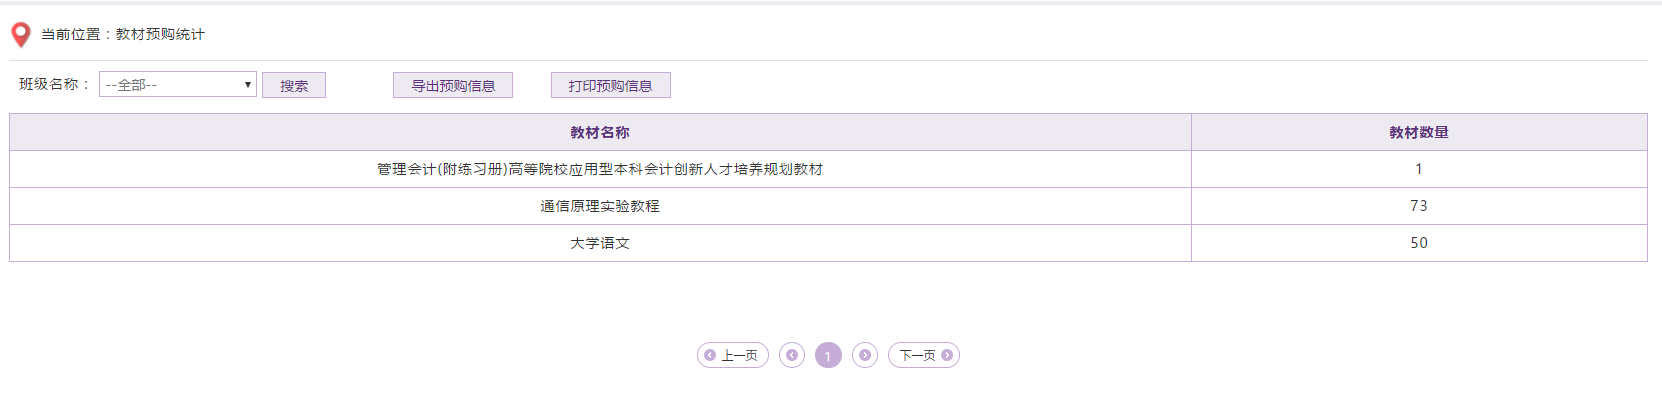 当前位置：教材预购统计
班级名称： --全部-- 搜索 导出预购信息 打印预购信息
教材名称 教材数量
管理会计(附练习册)高等院校应用型本科会计创新人才培养规划教材 1
通信原理实验教程 73
大学语文 50
上一页 1 下一页